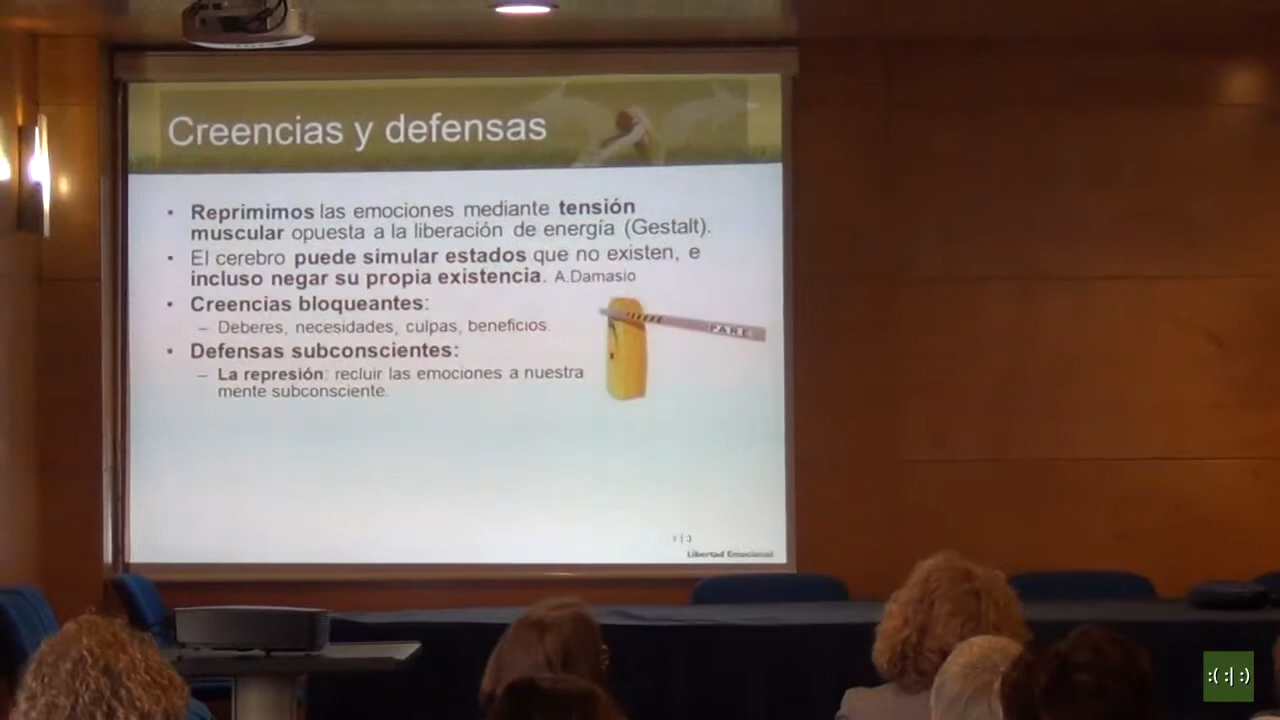 Creencias y defensas
• Reprimimos las emociones mediante tensión
muscular opuesta a la liberación de energía (Gestalt).
• El cerebro puede simular estados que no existen, e
incluso negar su propia existencia. A.Damasio
• Creencias bloqueantes:
– Deberes, necesidades, culpas, beneficios.
PARE
• Defensas subconscientes:
– La represión: recluir las emociones a nuestra
mente subconsciente.
Libertad Emocional
:( :| :)